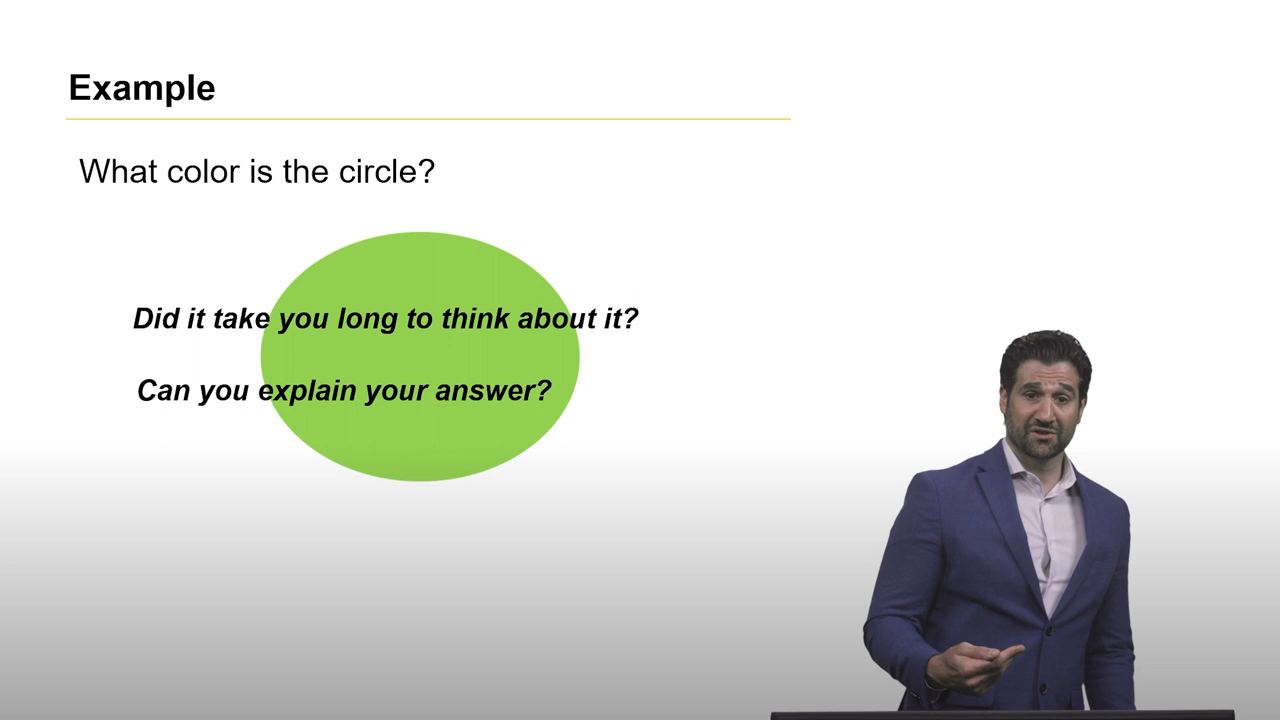 Example
What color is the circle?
Did it take you long to think about it?
Can you explain your answer?